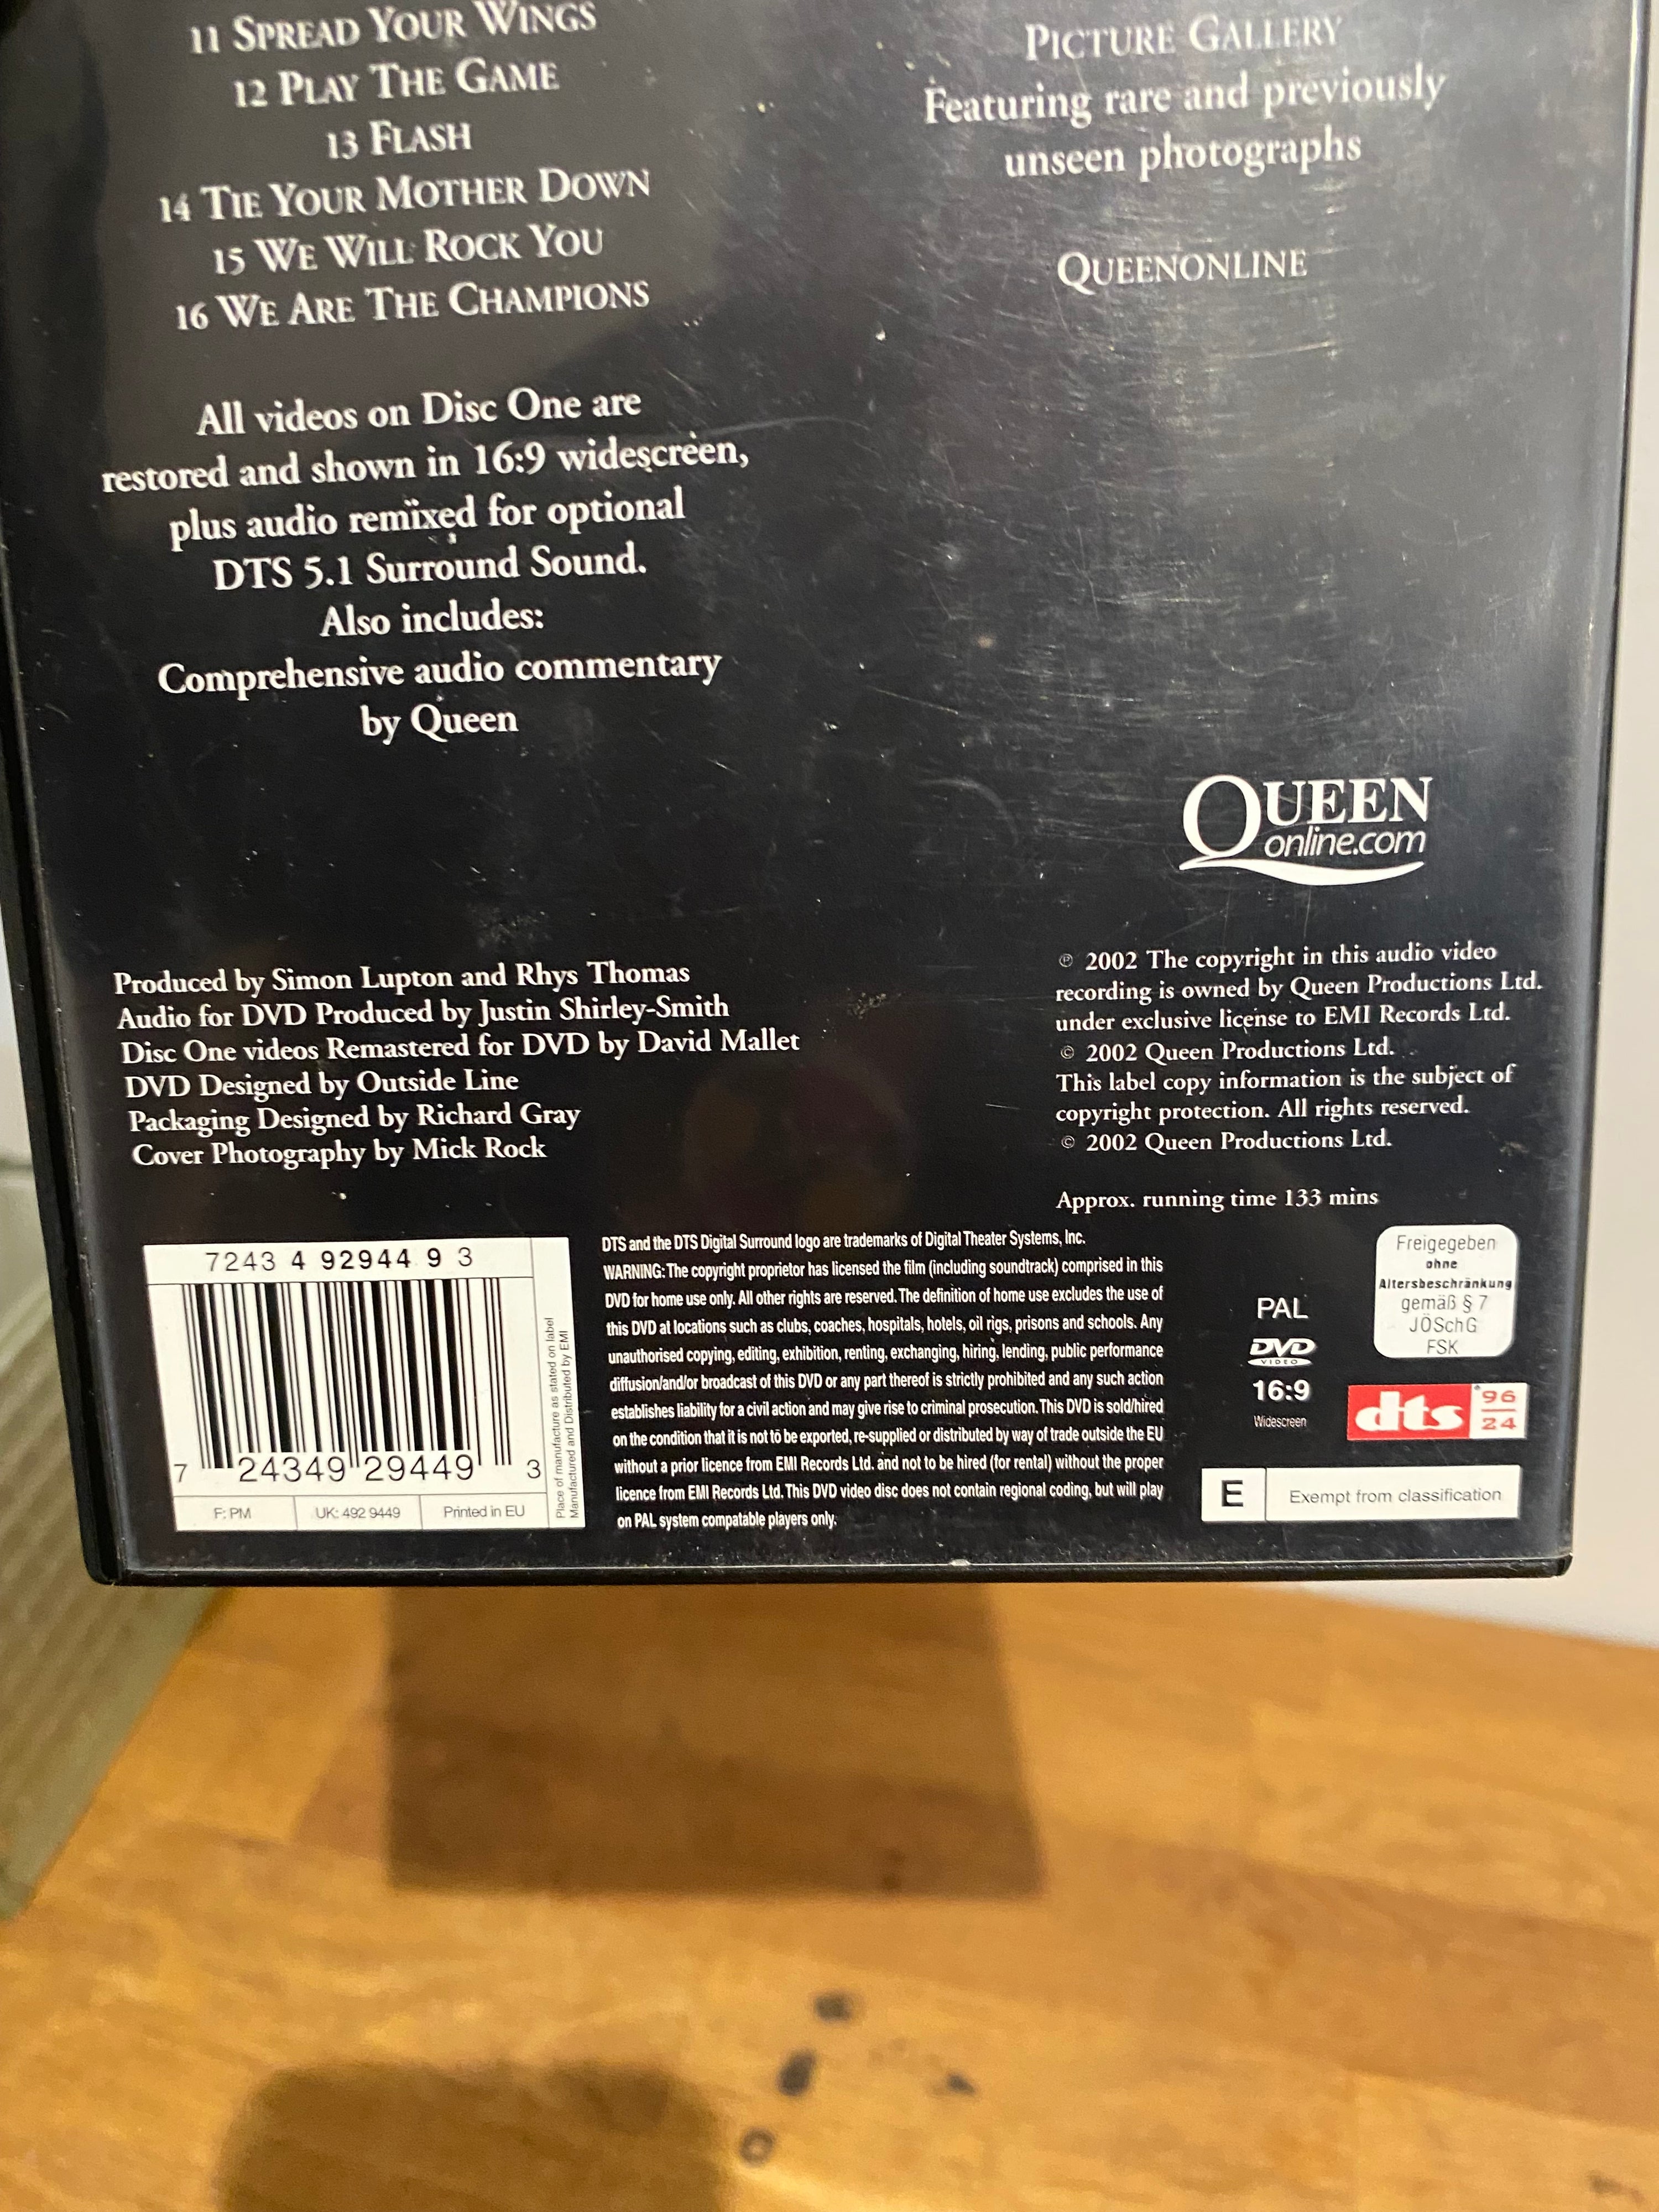 11 SPREAD YOUR WINGS
12 PLAY THE GAME
13 FLASH
14 TIE YOUR MOTHER DOWN
15 WE WILL ROCK YOU
16 WE ARE THE CHAMPIONS
All videos on Disc One are
restored and shown in 16:9 widescreen,
plus audio remixed for optional
DTS 5.1 Surround Sound.
Also includes:
Comprehensive audio commentary
by Queen
PICTURE GALLERY
Featuring rare and previously
unseen photographs
QUEENONLINE
QUEEN
online.com
Produced by Simon Lupton and Rhys Thomas
Audio for DVD Produced by Justin Shirley-Smith
Disc One videos Remastered for DVD by David Mallet
DVD Designed by Outside Line
Packaging Designed by Richard Gray
Cover Photography by Mick Rock
℗ 2002 The copyright in this audio video
recording is owned by Queen Productions Ltd.
under exclusive license to EMI Records Ltd.
© 2002 Queen Productions Ltd.
This label copy information is the subject of
copyright protection. All rights reserved.
© 2002 Queen Productions Ltd.
Approx. running time 133 mins
7243 4 92944 9 3
7 24349 29449 3
F: PM
UK: 492 9449
Printed in EU
Place of manufacture as stated on label
Manufactured and Distributed by EMI
DTS and the DTS Digital Surround logo are trademarks of Digital Theater Systems, Inc.
WARNING: The copyright proprietor has licensed the film (including soundtrack) comprised in this
DVD for home use only. All other rights are reserved. The definition of home use excludes the use of
this DVD at locations such as clubs, coaches, hospitals, hotels, oil rigs, prisons and schools. Any
unauthorised copying, editing, exhibition, renting, exchanging, hiring, lending, public performance
diffusion/and/or broadcast of this DVD or any part thereof is strictly prohibited and any such action
establishes liability for a civil action and may give rise to criminal prosecution. This DVD is sold/hired
on the condition that it is not to be exported, re-supplied or distributed by way of trade outside the EU
without a prior licence from EMI Records Ltd. and not to be hired (for rental) without the proper
licence from EMI Records Ltd. This DVD video disc does not contain regional coding, but will play
on PAL system compatable players only.
PAL
DVD
VIDEO
16:9
Widescreen
Freigegeben
ohne
Altersbeschränkung
gemäß § 7
JÖSchG
FSK
dts 96
24
E Exempt from classification